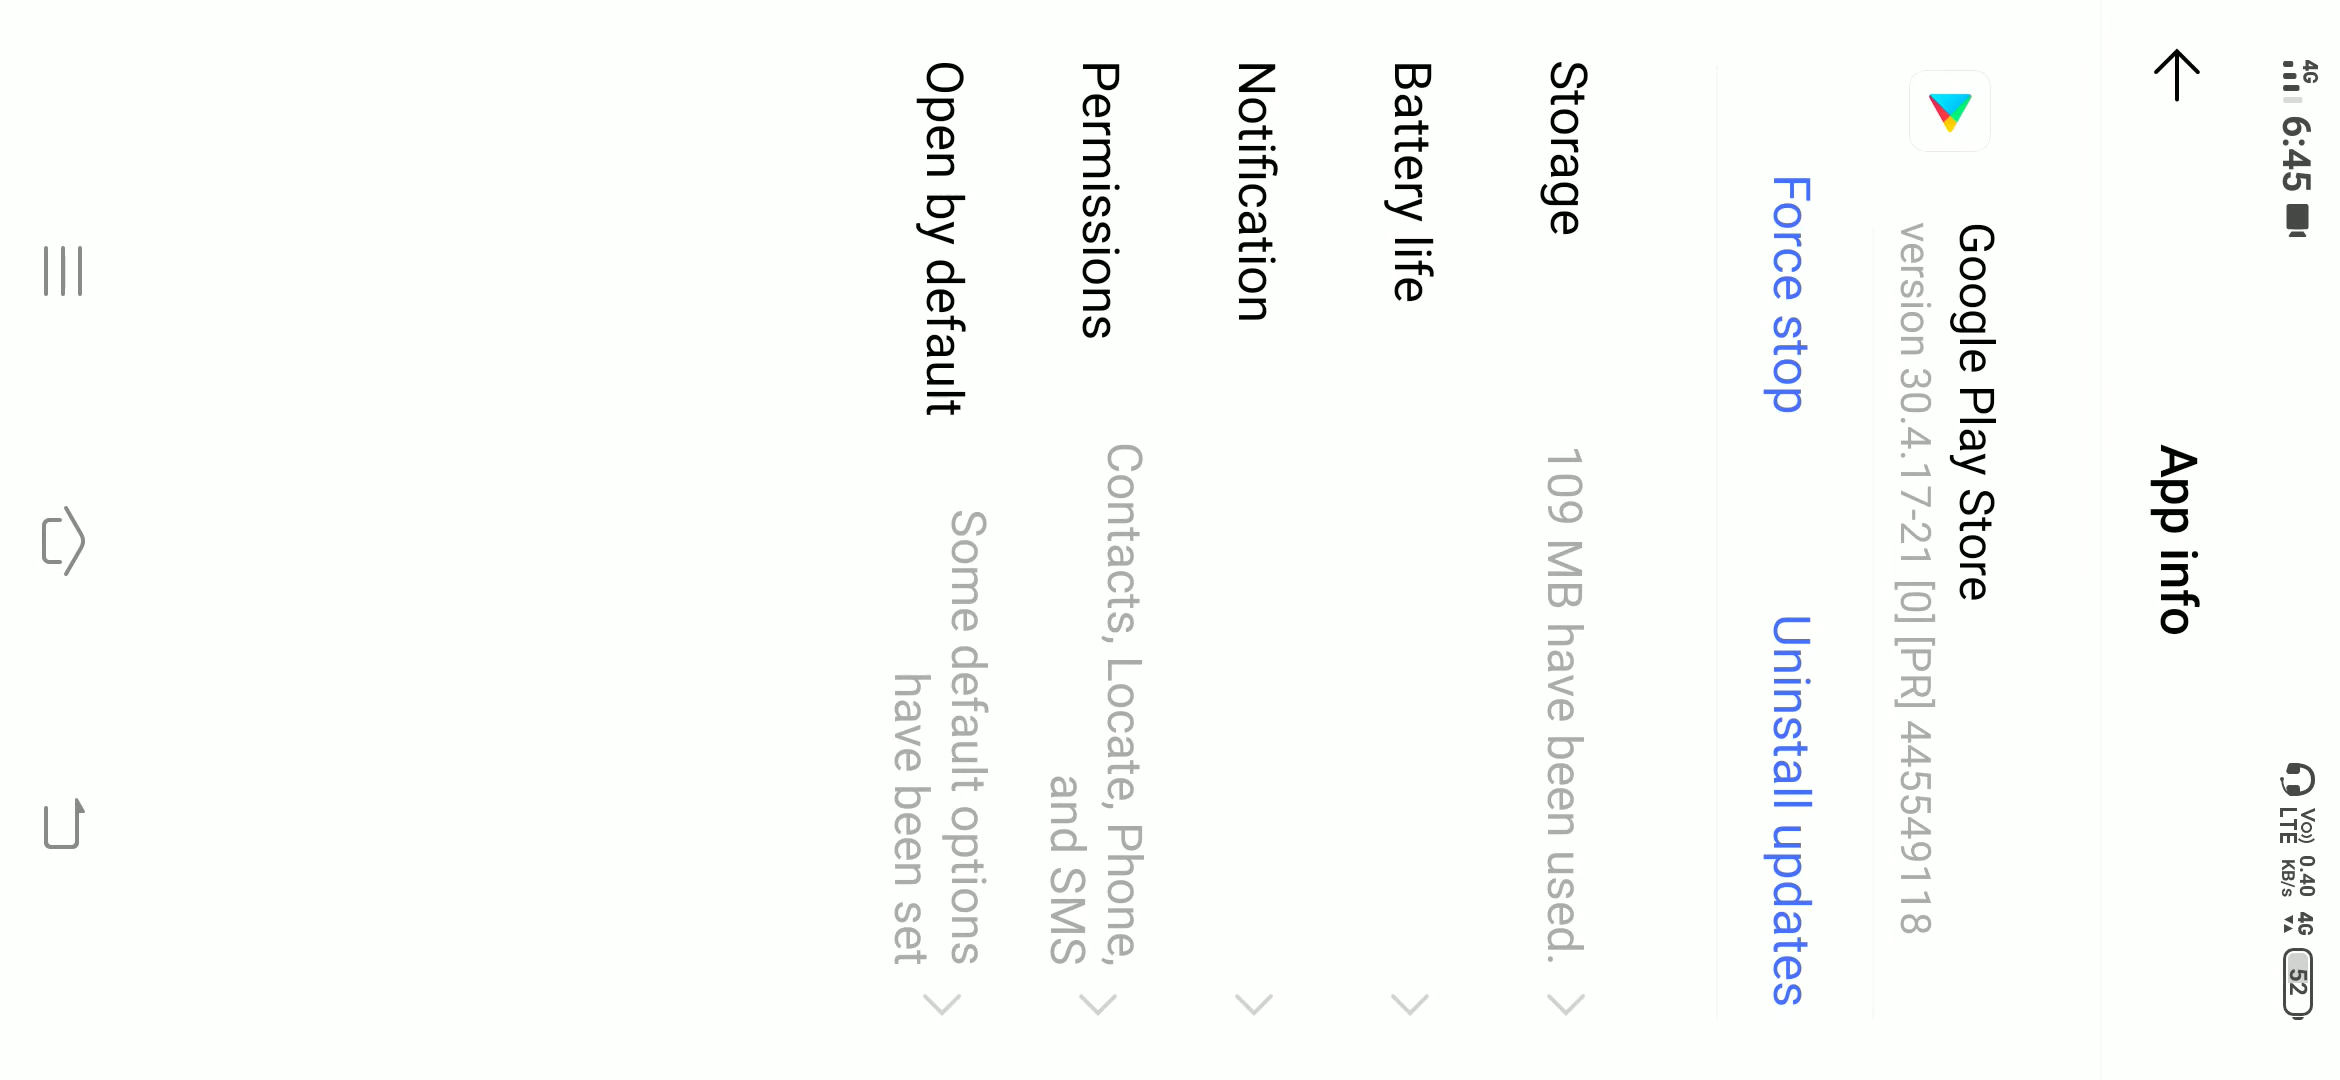 4G 6:45 Vo)) LTE 0.40 KB/s 4G 52
App info
Google Play Store
version 30.4.17-21 [0] [PR] 445549118
Force stop Uninstall updates
Storage 109 MB have been used.
Battery life
Notification
Permissions Contacts, Locate, Phone,
and SMS
Open by default Some default options
have been set